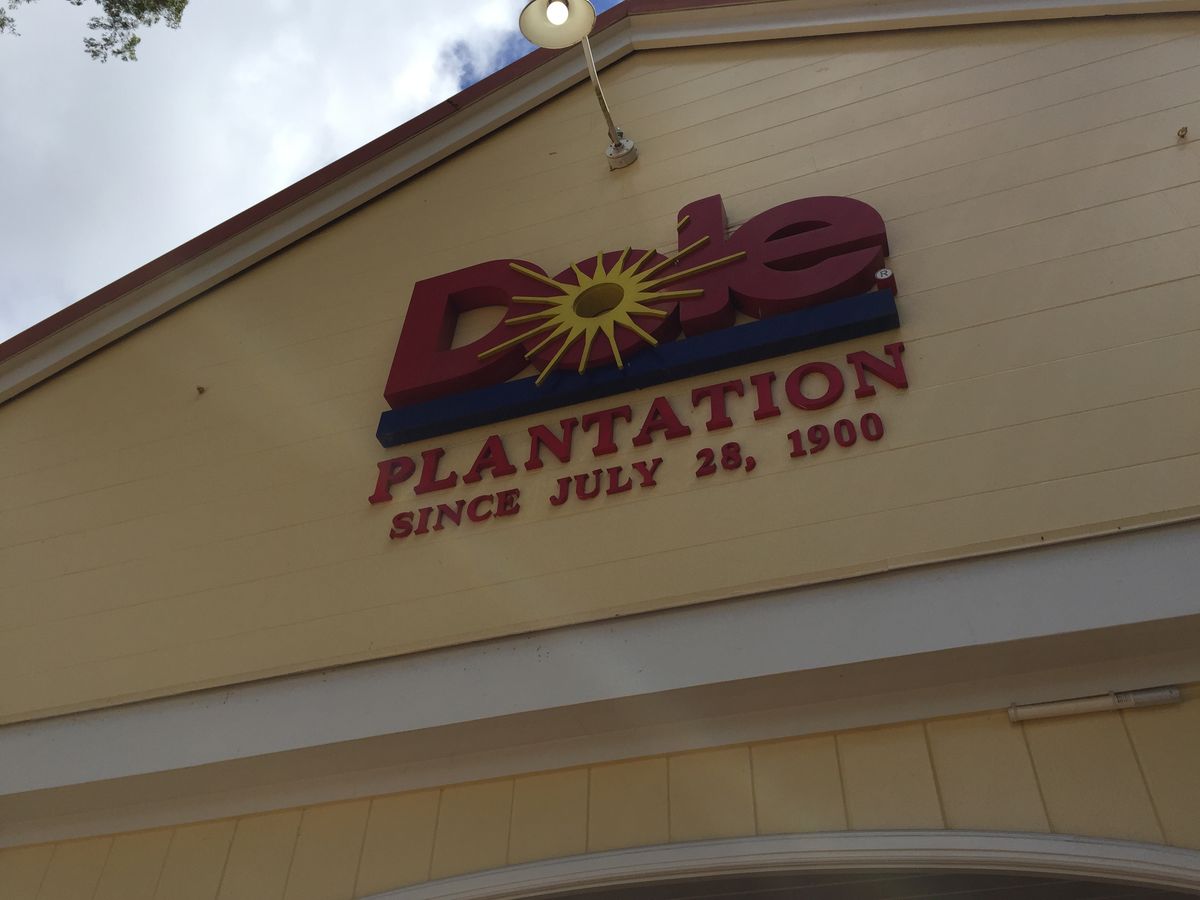 Dole®
PLANTATION
SINCE JULY 28, 1900